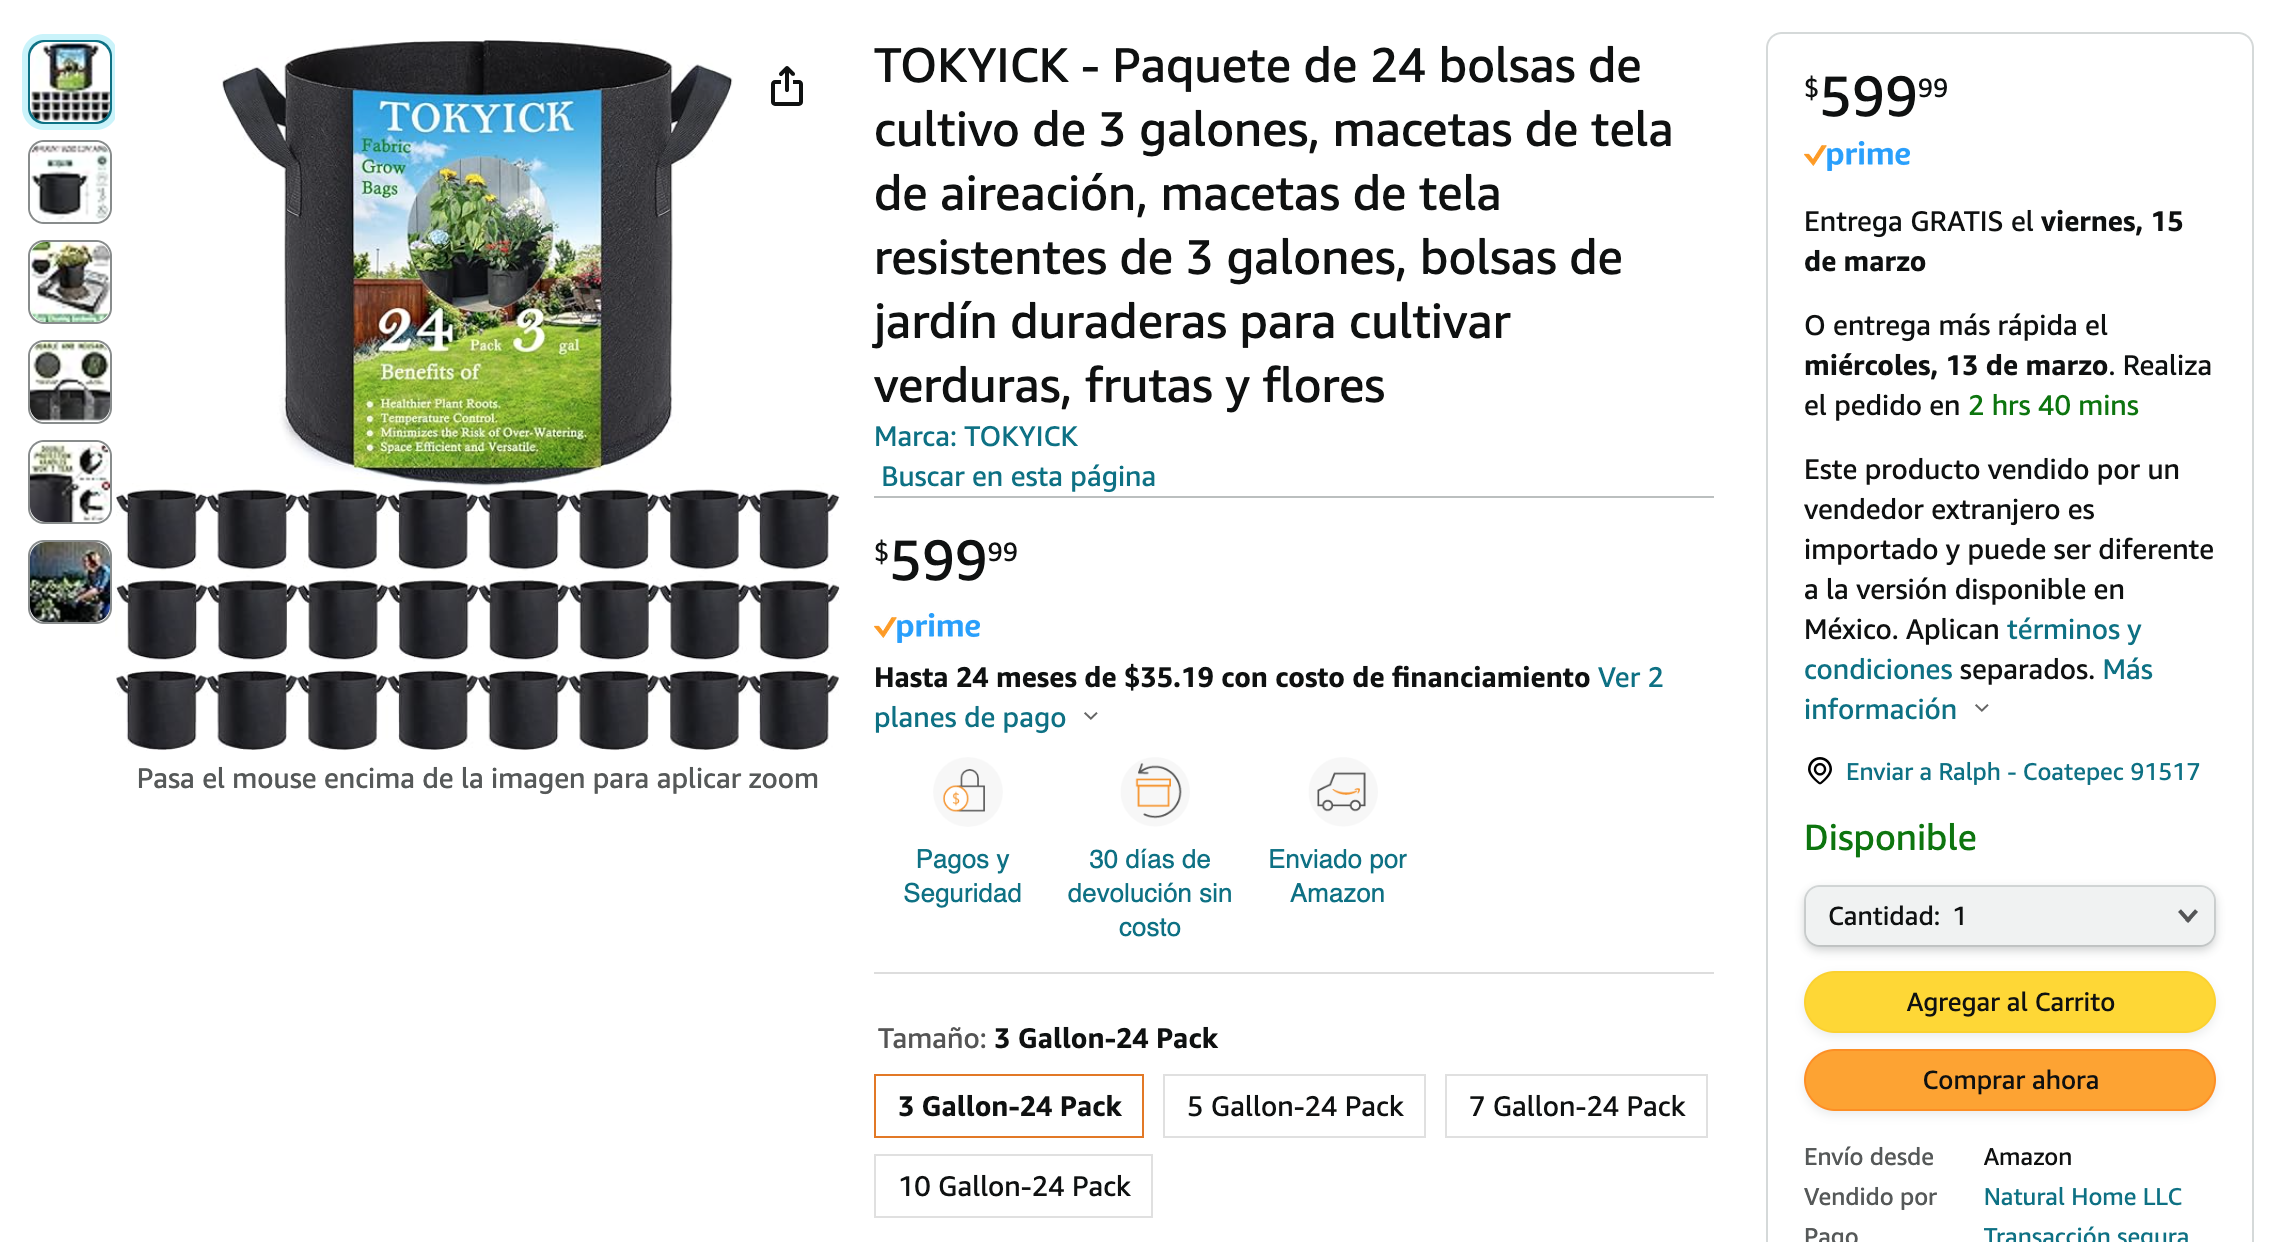 TOKYICK
Fabric
Grow
Bags
24 Pack 3 gal
Benefits of
• Healthier Plant Roots.
• Temperature Control.
• Minimizes the Risk of Over-Watering.
• Space Efficient and Versatile.
Pasa el mouse encima de la imagen para aplicar zoom
TOKYICK - Paquete de 24 bolsas de
cultivo de 3 galones, macetas de tela
de aireación, macetas de tela
resistentes de 3 galones, bolsas de
jardín duraderas para cultivar
verduras, frutas y flores
Marca: TOKYICK
Buscar en esta página
$599 99
prime
Hasta 24 meses de $35.19 con costo de financiamiento Ver 2
planes de pago
Pagos y
Seguridad
30 días de
devolución sin
costo
Enviado por
Amazon
Tamaño: 3 Gallon-24 Pack
3 Gallon-24 Pack
5 Gallon-24 Pack
7 Gallon-24 Pack
10 Gallon-24 Pack
$599 99
prime
Entrega GRATIS el viernes, 15
de marzo
O entrega más rápida el
miércoles, 13 de marzo. Realiza
el pedido en 2 hrs 40 mins
Este producto vendido por un
vendedor extranjero es
importado y puede ser diferente
a la versión disponible en
México. Aplican términos y
condiciones separados. Más
información
Enviar a Ralph - Coatepec 91517
Disponible
Cantidad: 1
Agregar al Carrito
Comprar ahora
Envío desde Amazon
Vendido por Natural Home LLC
Pago Transacción segura